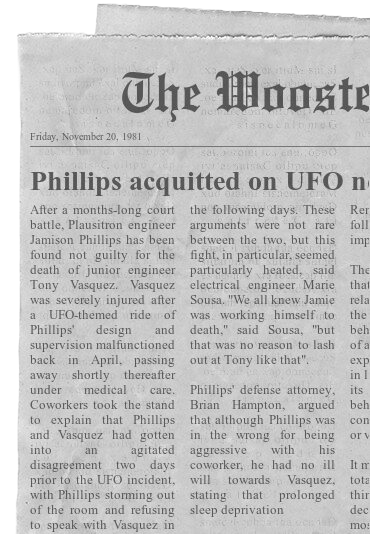 The Wooste
Friday, November 20, 1981
Phillips acquitted on UFO
After a months-long court
battle, Plausitron engineer
Jamison Phillips has been
found not guilty for the
death of junior engineer
Tony Vasquez. Vasquez
was severely injured after
a UFO-themed ride of
Phillips' design and
supervision malfunctioned
back in April, passing
away shortly thereafter
under medical care.
Coworkers took the stand
to explain that Phillips
and Vasquez had gotten
into an agitated
disagreement two days
prior to the UFO incident,
with Phillips storming out
of the room and refusing
to speak with Vasquez in
the following days. These
arguments were not rare
between the two, but this
fight, in particular, seemed
particularly heated, said
electrical engineer Marie
Sousa. "We all knew Jamie
was working himself to
death," said Sousa, "but
that was no reason to lash
out at Tony like that".
Phillips' defense attorney,
Brian Hampton, argued
that although Phillips was
in the wrong for being
aggressive with his
coworker, he had no ill
will towards Vasquez,
stating that prolonged
sleep deprivation
Rer
foll
imp
The
that
rela
the
beh
of a
exp
in I
its
beh
con
or v
It m
tota
thir
dec
mos